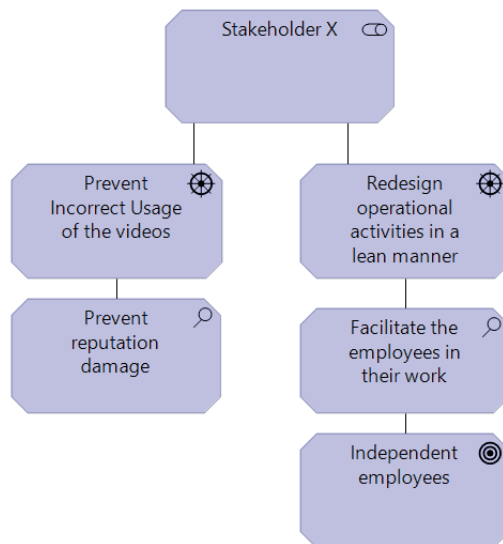 Stakeholder X
Prevent
Incorrect Usage
of the videos
Redesign
operational
activities in a
lean manner
Prevent
reputation
damage
Facilitate the
employees in
their work
Independent
employees